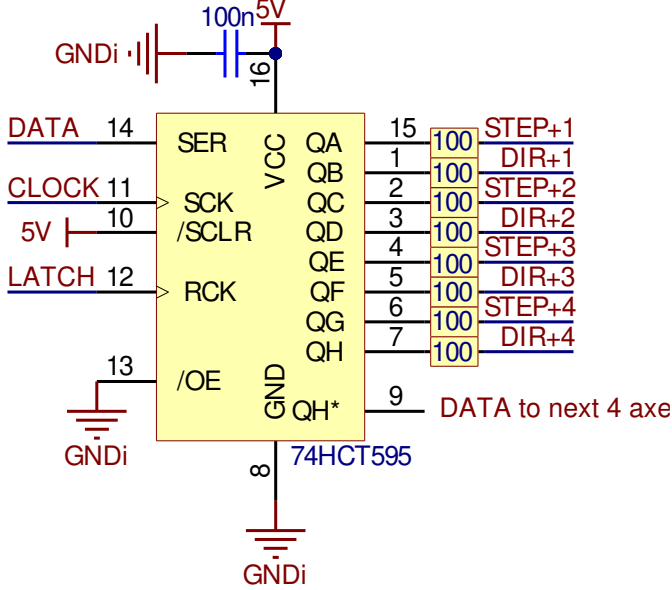 100n 5V
GNDi
16
DATA 14 SER VCC QA 15 100 STEP+1
QB 1 100 DIR+1
CLOCK 11 SCK QC 2 100 STEP+2
5V 10 /SCLR QD 3 100 DIR+2
QE 4 100 STEP+3
LATCH 12 RCK QF 5 100 DIR+3
QG 6 100 STEP+4
QH 7 100 DIR+4
13 /OE GND QH* 9 DATA to next 4 axe
GNDi 8 74HCT595
GNDi